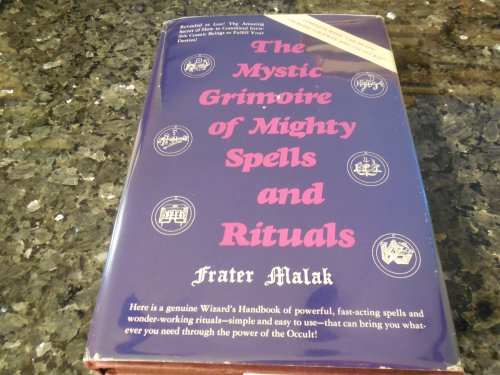 Revealed at Last! The Amazing
Secret of How to Command Invis-
ible Cosmic Beings to Fulfill Your
Desires!
The
Mystic
Grimoire
of Mighty
Spells
and
Rituals
Frater Malak
Here is a genuine Wizard's Handbook of powerful, fast-acting spells and
wonder-working rituals—simple and easy to use—that can bring you what-
ever you need through the power of the Occult!